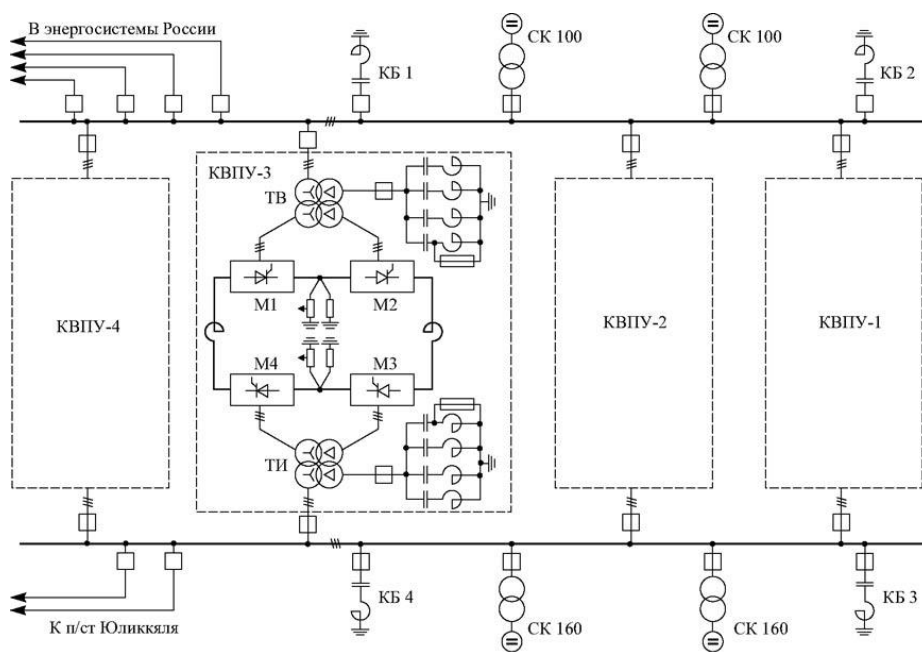 В энергосистемы России
КБ 1
СК 100
СК 100
КБ 2
КВПУ-3
ТВ
М1
М2
КВПУ-4
КВПУ-2
КВПУ-1
М4
М3
ТИ
КБ 4
СК 160
СК 160
КБ 3
К п/ст Юликкяля